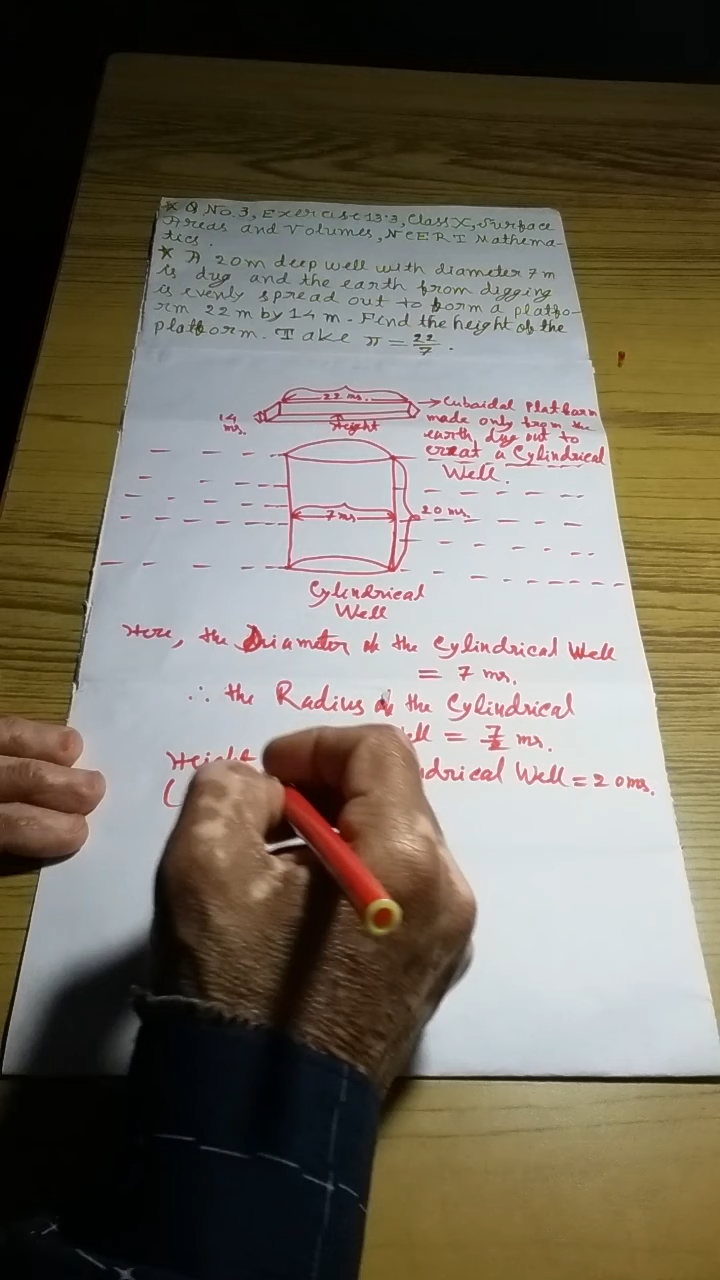 * Q No. 3, Exercise 13.3, Class X, Surface
Areas and Volumes, NCERT Mathema-
tics.
* A 20m deep well with diameter 7 m
is dug and the earth from digging
is evenly spread out to form a platfo-
rm 22 m by 14 m. Find the height of the
platform. Take π = 22/7.
22 ms.
14
ms.
Height
→ Cuboidal Platform
made only from the
earth, dug out to
creat a Cylindrical
Well.
7 ms
20 ms.
Cylindrical
Well
Here, the Diameter of the Cylindrical Well
= 7 ms.
∴ the Radius of the Cylindrical
= 7/2 ms.
Height
Well = 20 ms.